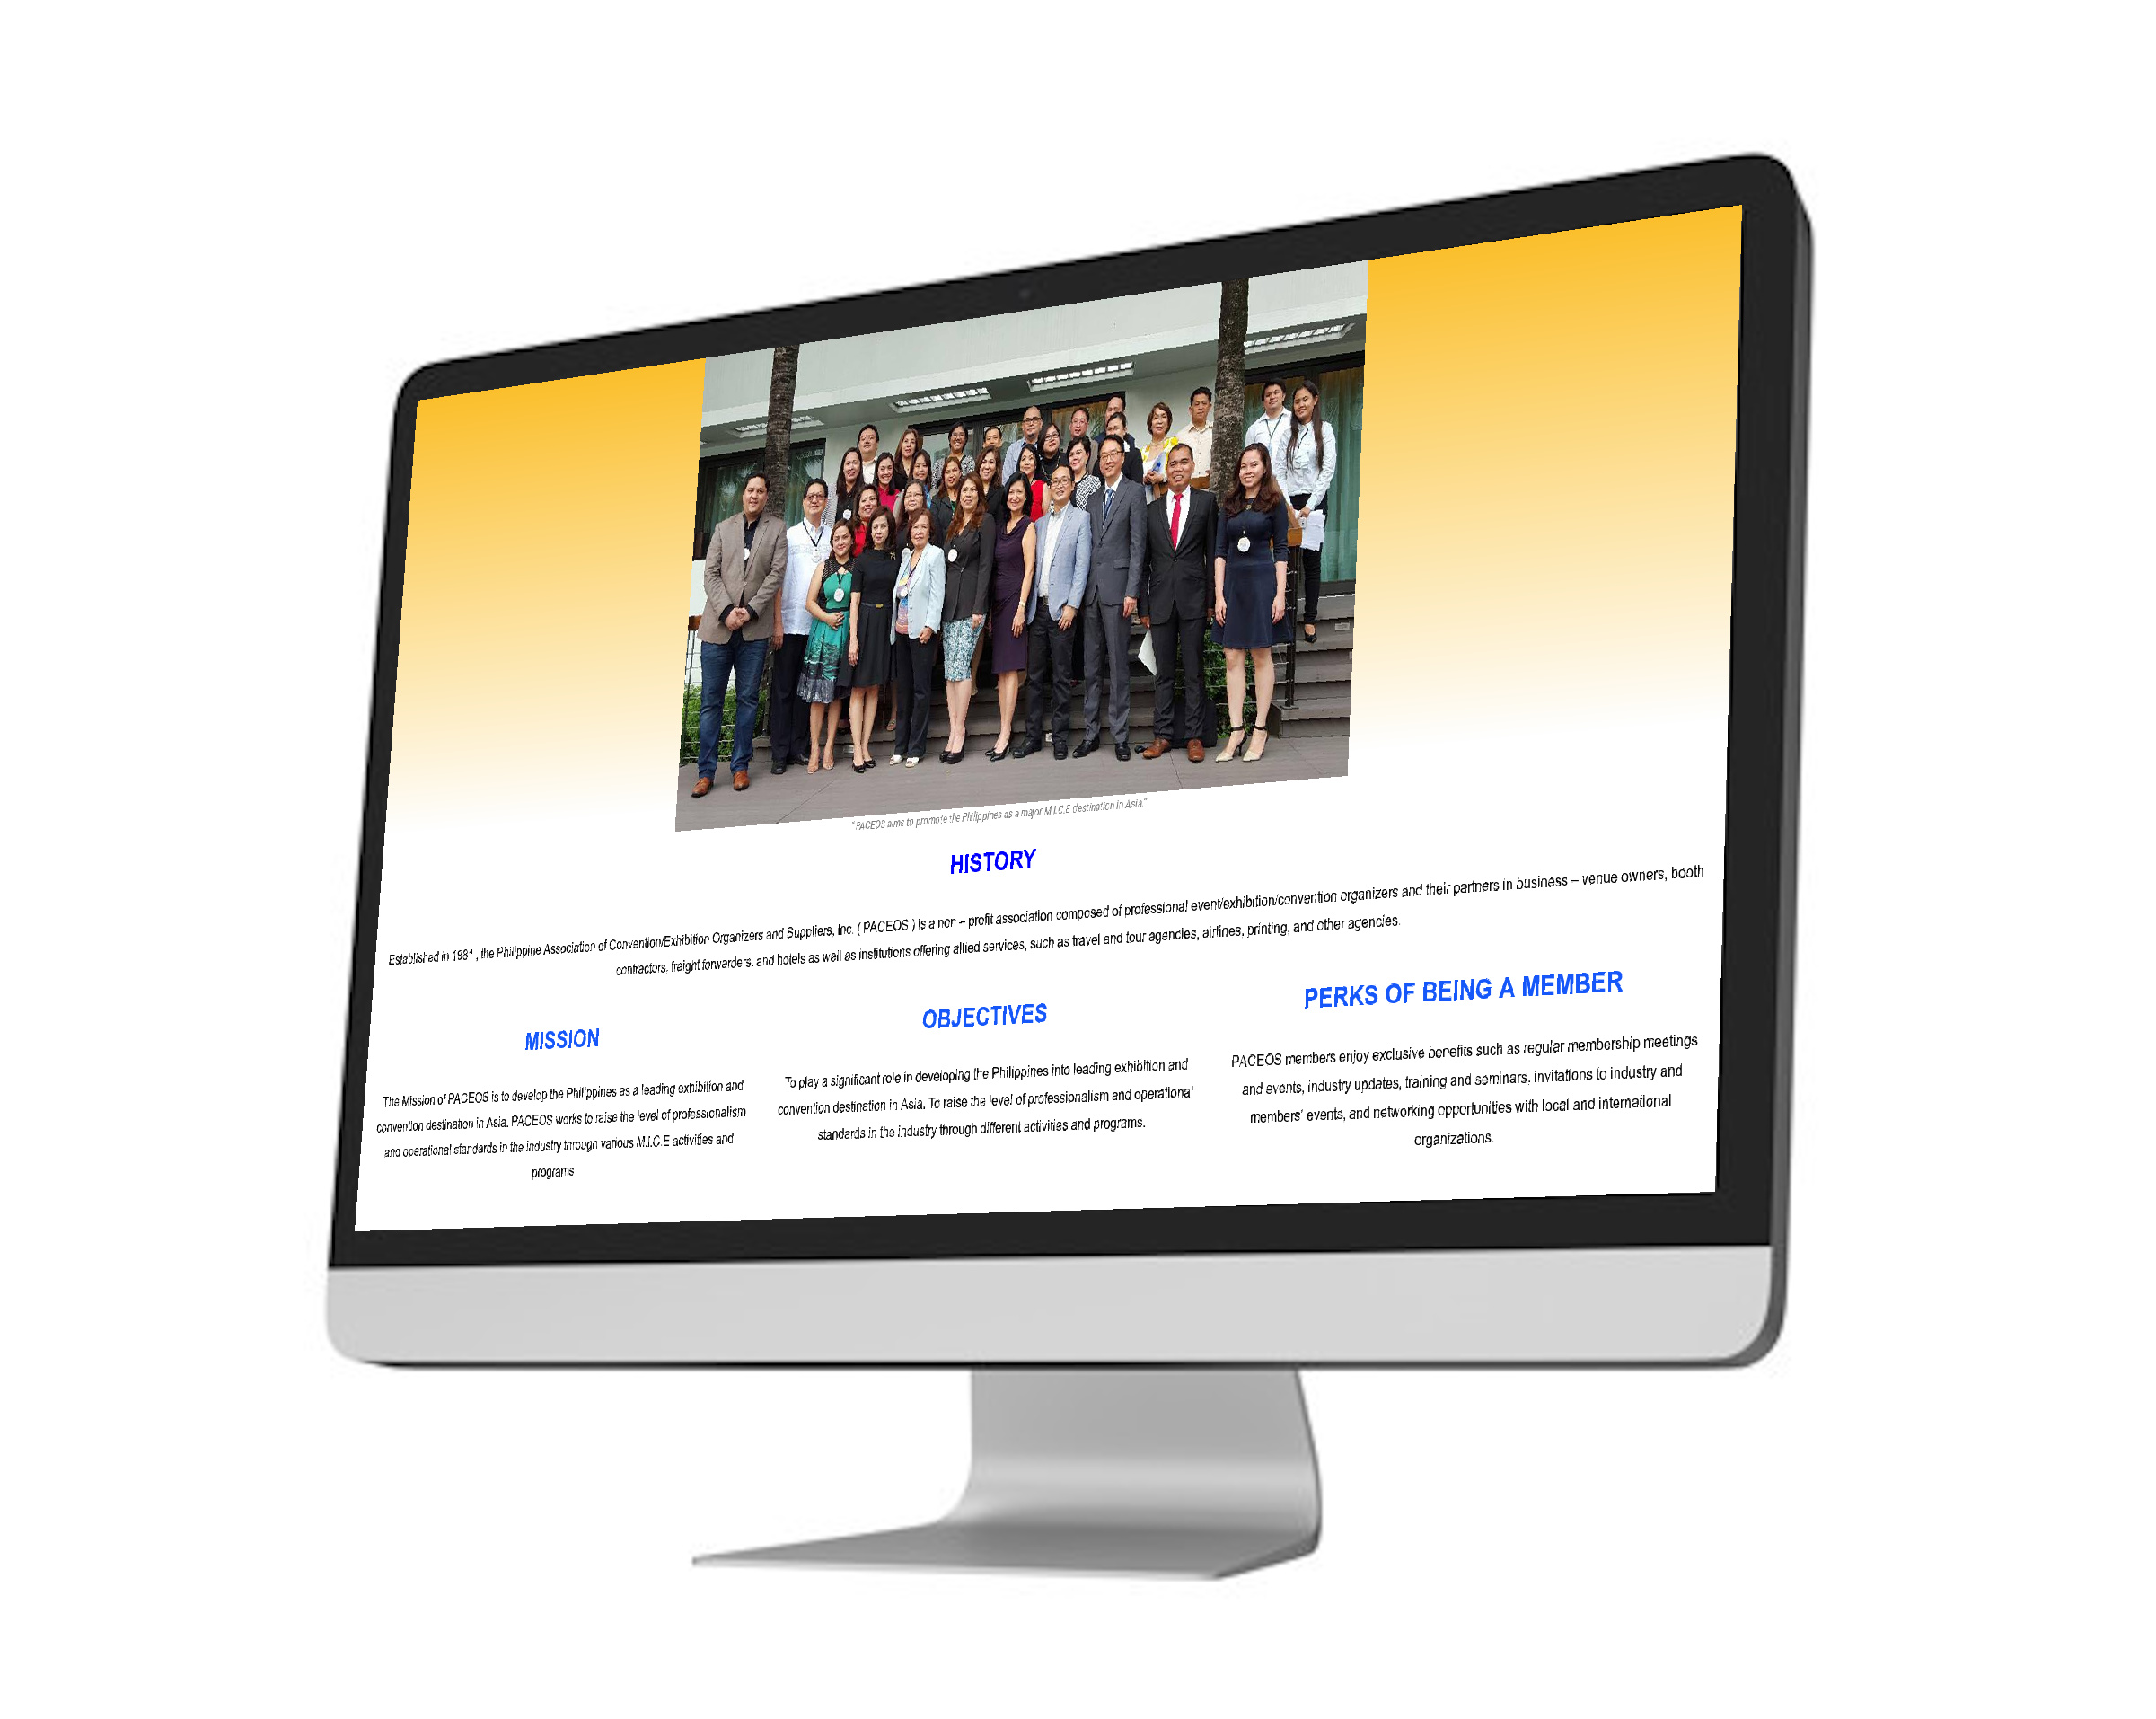 "PACEOS aims to promote the Philippines as a major M.I.C.E destination in Asia."
HISTORY
Established in 1981 , the Philippine Association of Convention/Exhibition Organizers and Suppliers, Inc. ( PACEOS ) is a non – profit association composed of professional event/exhibition/convention organizers and their partners in business – venue owners, booth
contractors, freight forwarders, and hotels as well as institutions offering allied services, such as travel and tour agencies, airlines, printing, and other agencies.
MISSION
The Mission of PACEOS is to develop the Philippines as a leading exhibition and
convention destination in Asia. PACEOS works to raise the level of professionalism
and operational standards in the industry through various M.I.C.E activities and
programs
OBJECTIVES
To play a significant role in developing the Philippines into leading exhibition and
convention destination in Asia. To raise the level of professionalism and operational
standards in the industry through different activities and programs.
PERKS OF BEING A MEMBER
PACEOS members enjoy exclusive benefits such as regular membership meetings
and events, industry updates, training and seminars, invitations to industry and
members' events, and networking opportunities with local and international
organizations.